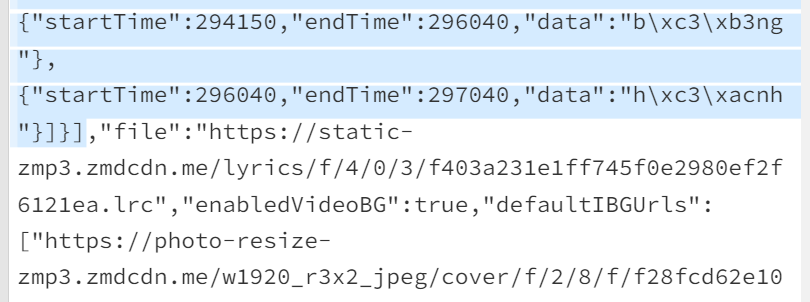 {"startTime":294150,"endTime":296040,"data":"b\xc3\xb3ng
"},
{"startTime":296040,"endTime":297040,"data":"h\xc3\xacnh
"}]}],"file":"https://static-
zmp3.zmdcdn.me/lyrics/f/4/0/3/f403a231e1ff745f0e2980ef2f
6121ea.lrc","enabledVideoBG":true,"defaultIBGUrls":
["https://photo-resize-
zmp3.zmdcdn.me/w1920_r3x2_jpeg/cover/f/2/8/f/f28fcd62e10